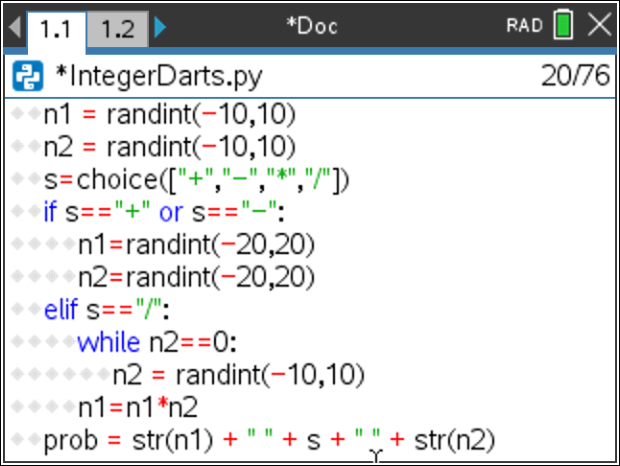 1.1 1.2 *Doc RAD
*IntegerDarts.py 20/76
n1 = randint(−10,10)
n2 = randint(−10,10)
s=choice(["+","−","*","/"])
if s=="+" or s=="−":
n1=randint(−20,20)
n2=randint(−20,20)
elif s=="/":
while n2==0:
n2 = randint(−10,10)
n1=n1*n2
prob = str(n1) + " " + s + " " + str(n2)